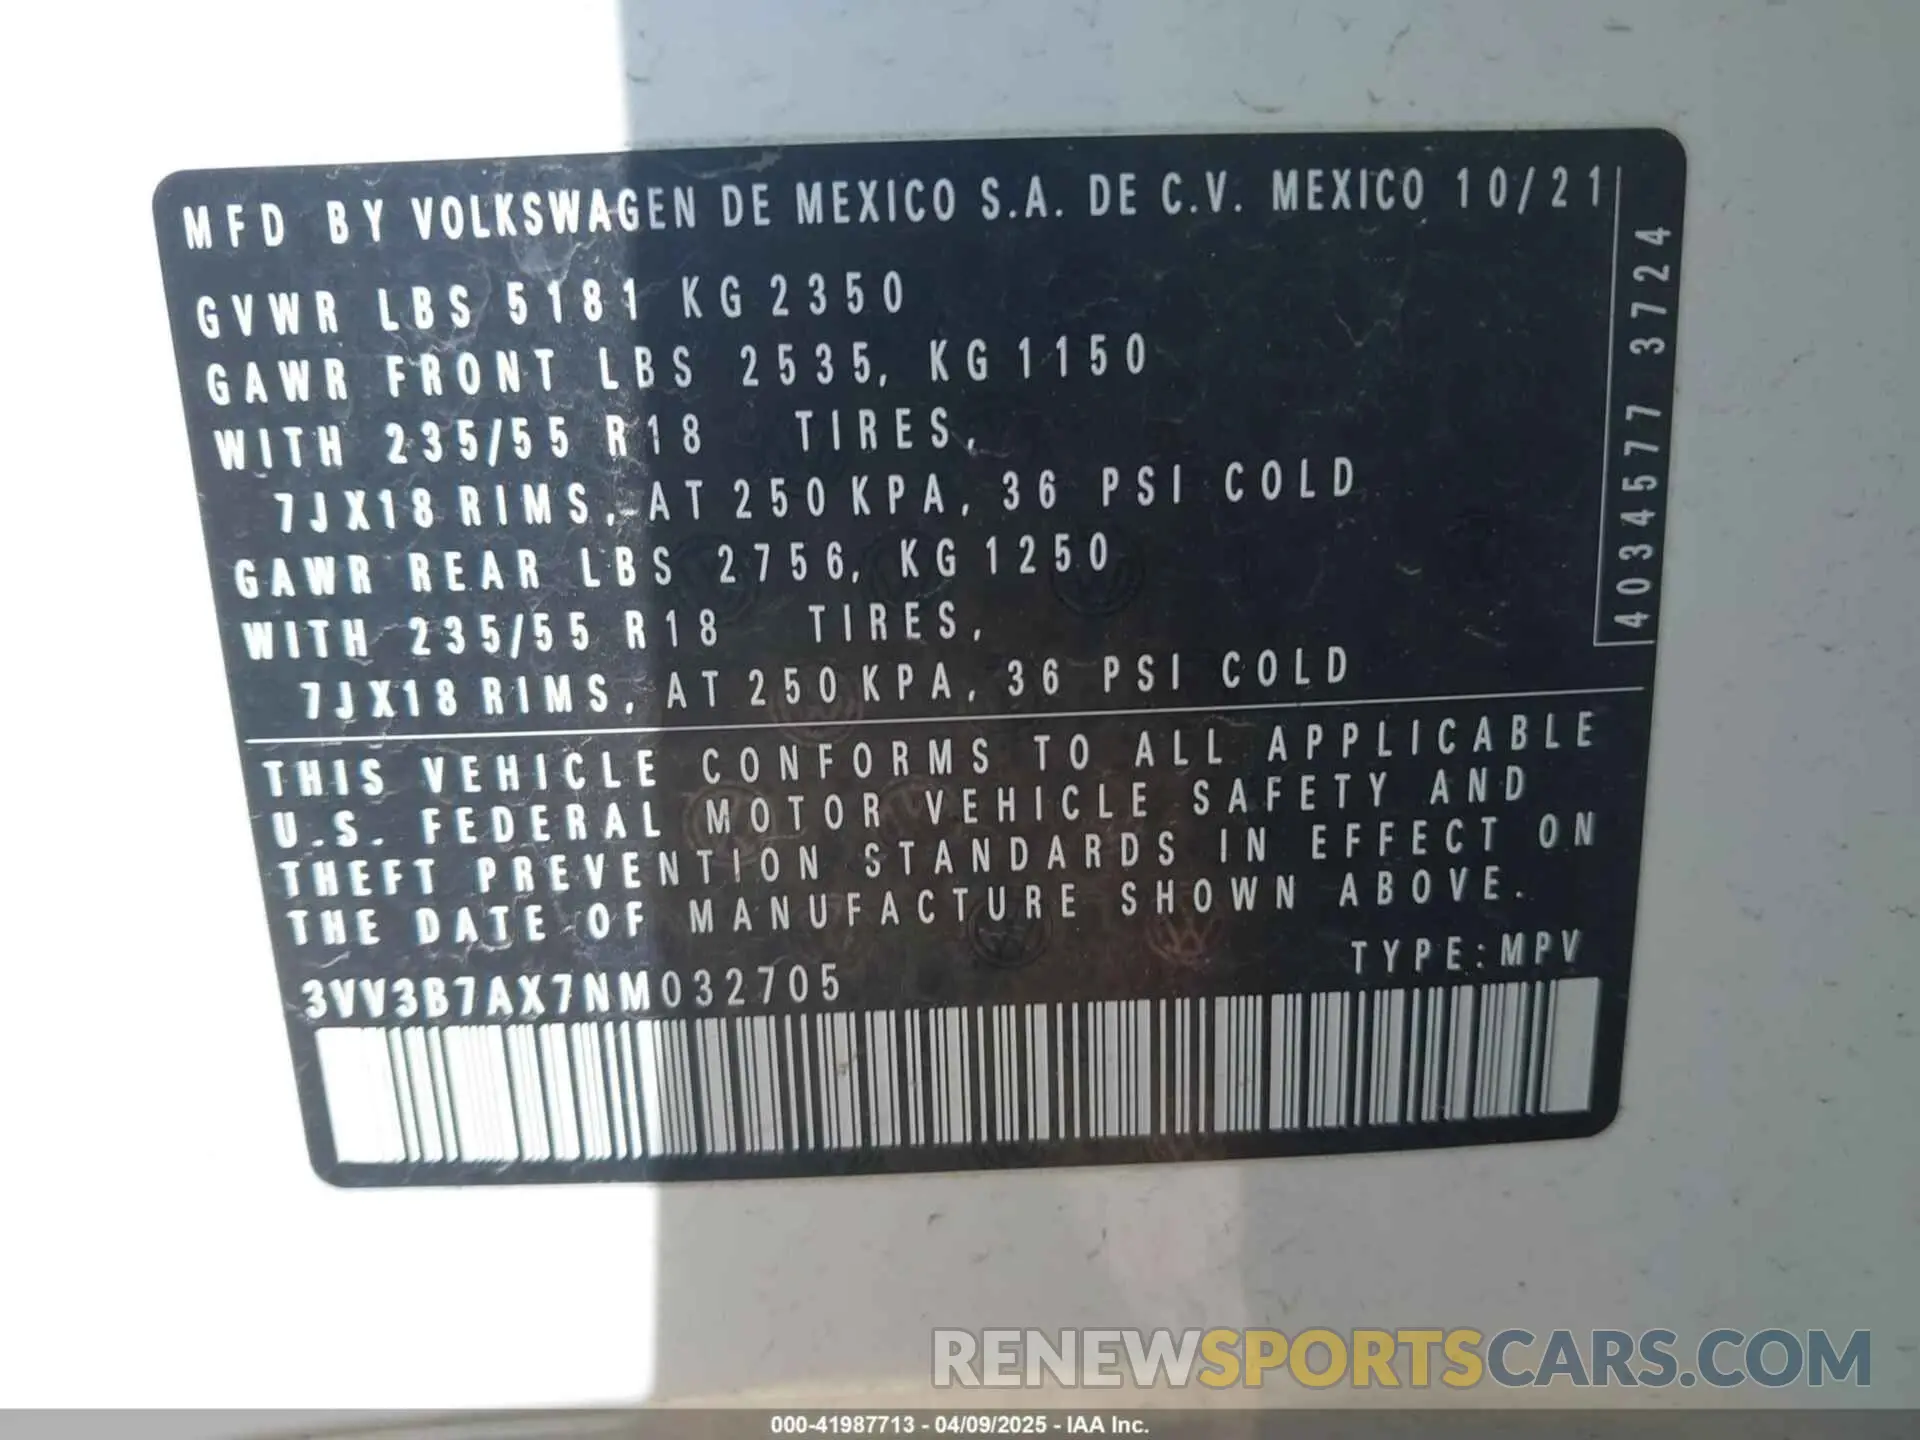 MFD BY VOLKSWAGEN DE MEXICO S.A. DE C.V. MEXICO 10/21
GVWR LBS 5181 KG 2350
GAWR FRONT LBS 2535, KG 1150
WITH 235/55 R18 TIRES,
7JX18 RIMS, AT 250 KPA, 36 PSI COLD
GAWR REAR LBS 2756, KG 1250
WITH 235/55 R18 TIRES,
7JX18 RIMS, AT 250 KPA, 36 PSI COLD
4034577 3724
THIS VEHICLE CONFORMS TO ALL APPLICABLE
U.S. FEDERAL MOTOR VEHICLE SAFETY AND
THEFT PREVENTION STANDARDS IN EFFECT ON
THE DATE OF MANUFACTURE SHOWN ABOVE.
TYPE: MPV
3VV3B7AX7NM032705
RENEWSPORTSCARS.COM
000-41987713 - 04/09/2025 - IAA Inc.